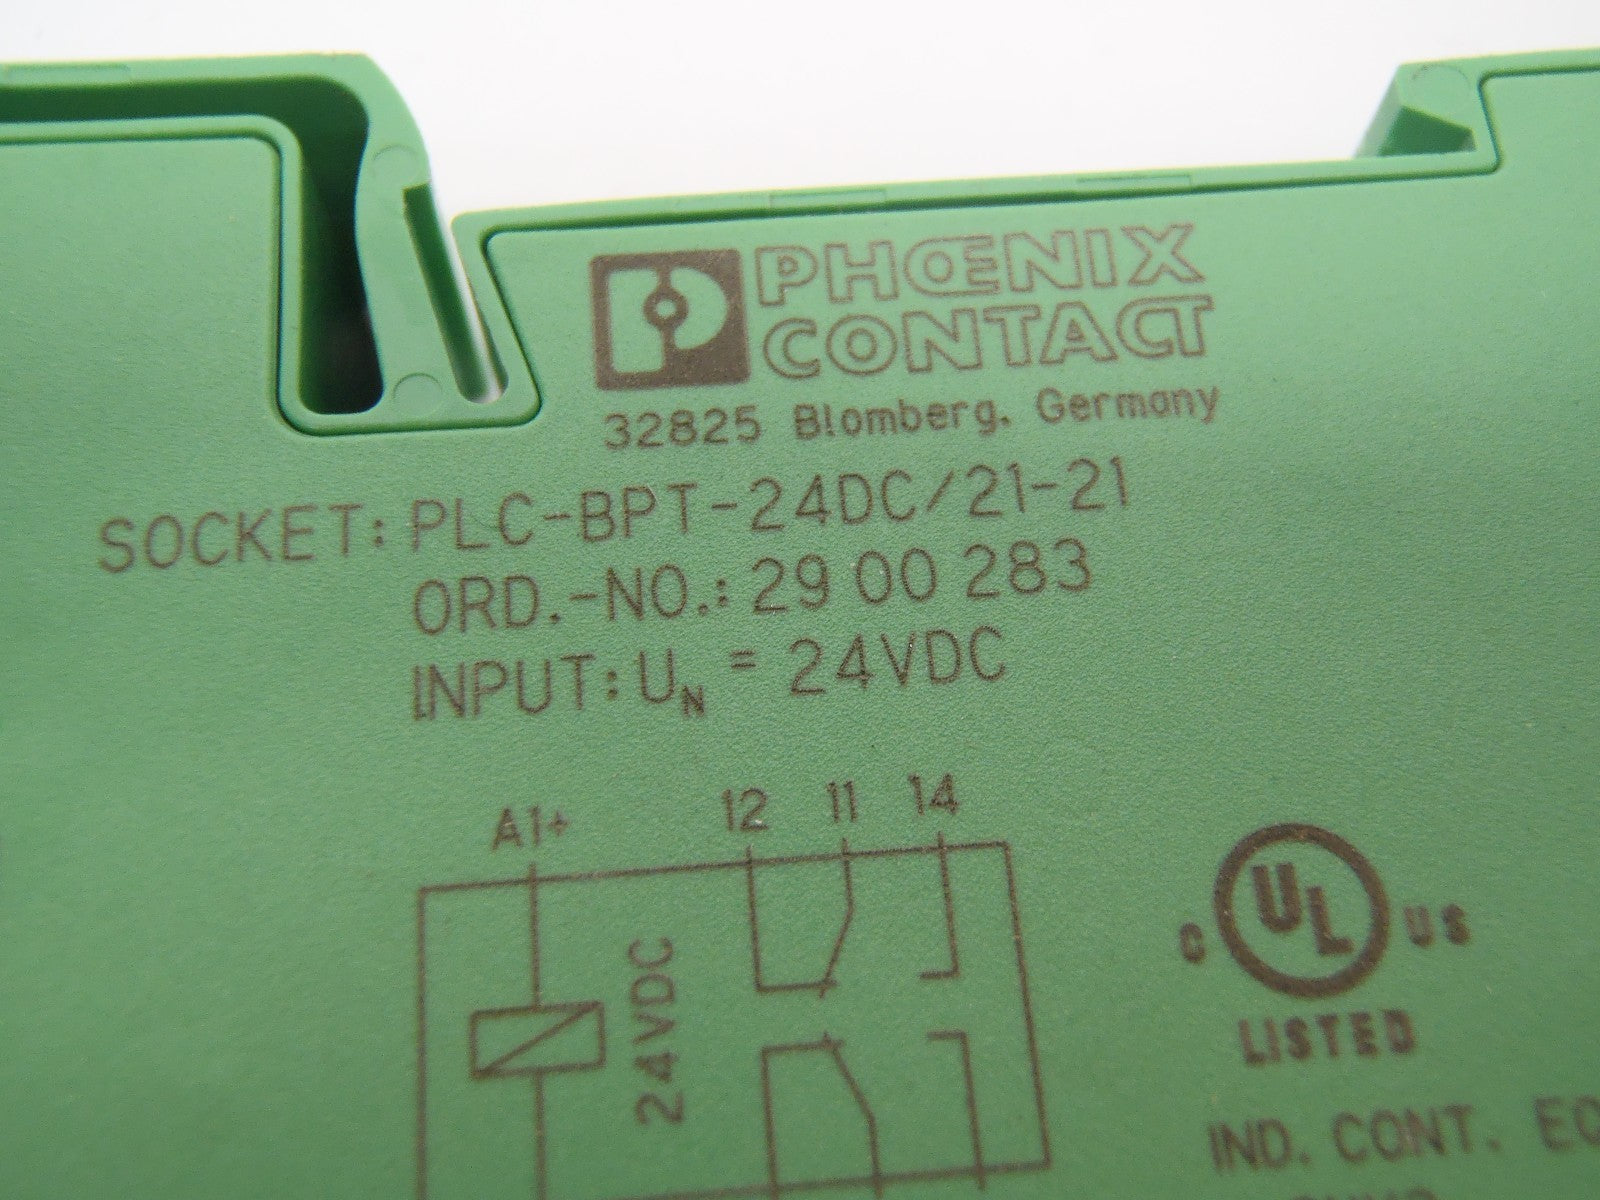 PHŒNIX
CONTACT
32825 Blomberg, Germany
SOCKET: PLC-BPT-24DC/21-21
ORD.-NO.: 29 00 283
INPUT: UN = 24VDC
A1+ 12 11 14
24VDC
C UL US
LISTED
IND. CONT.